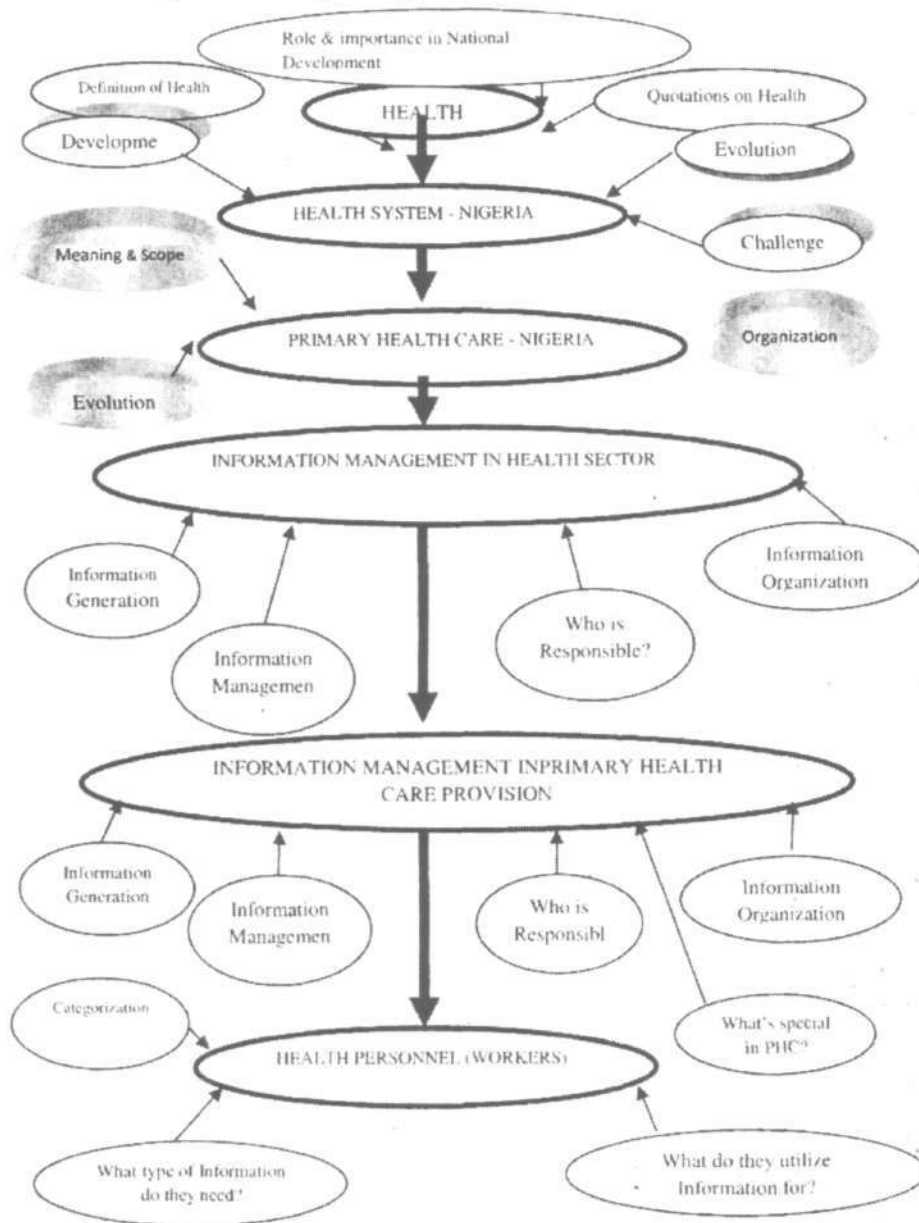 Role & importance in National
Development
Definition of Health
HEALTH
Quotations on Health
Developme
Evolution
HEALTH SYSTEM - NIGERIA
Challenge
Meaning & Scope
PRIMARY HEALTH CARE - NIGERIA
Organization
Evolution
INFORMATION MANAGEMENT IN HEALTH SECTOR
Information
Generation
Information
Managemen
Who is
Responsible?
Information
Organization
INFORMATION MANAGEMENT INPRIMARY HEALTH
CARE PROVISION
Information
Generation
Information
Managemen
Who is
Responsibl
Information
Organization
Categorization
What's special
in PHC?
HEALTH PERSONNEL (WORKERS)
What type of Information
do they need?
What do they utilize
Information for?